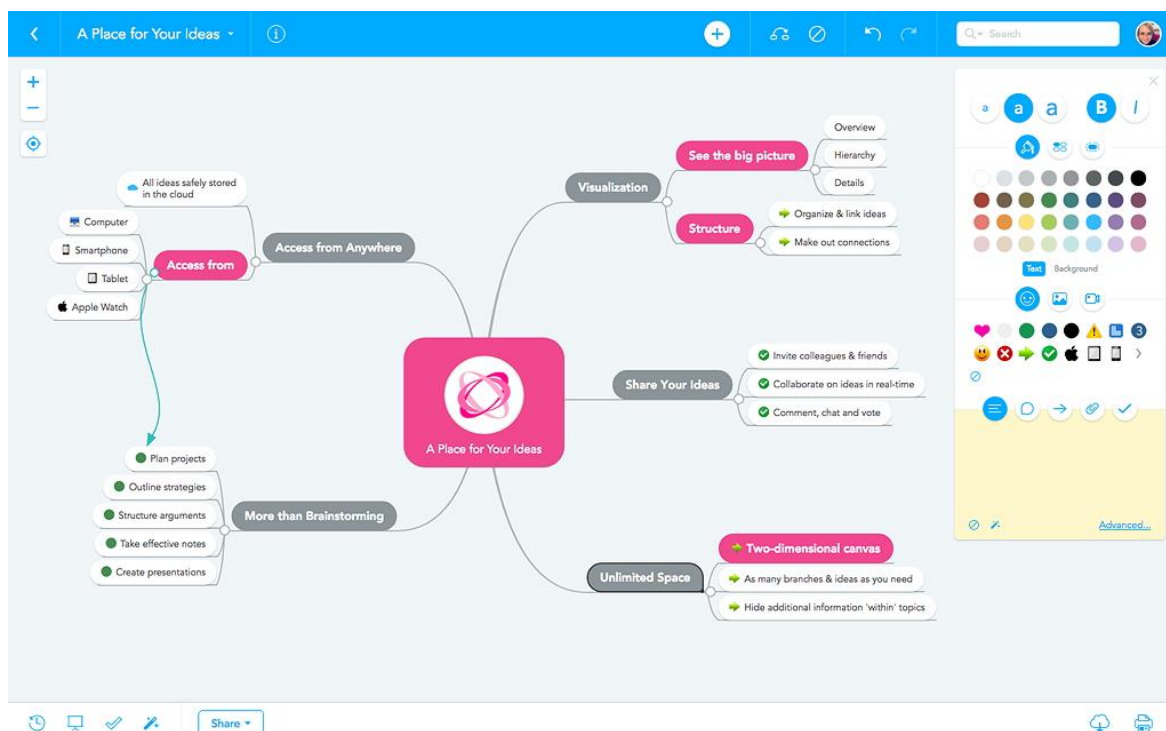 A Place for Your Ideas
Search
All ideas safely stored
in the cloud
Computer
Smartphone
Tablet
Apple Watch
Access from
Access from Anywhere
Visualization
See the big picture
Overview
Hierarchy
Details
Structure
Organize & link ideas
Make out connections
A Place for Your Ideas
Share Your Ideas
Invite colleagues & friends
Collaborate on ideas in real-time
Comment, chat and vote
Plan projects
Outline strategies
Structure arguments
Take effective notes
Create presentations
More than Brainstorming
Unlimited Space
Two-dimensional canvas
As many branches & ideas as you need
Hide additional information 'within' topics
a a a B I
Text Background
3
Advanced...
Share